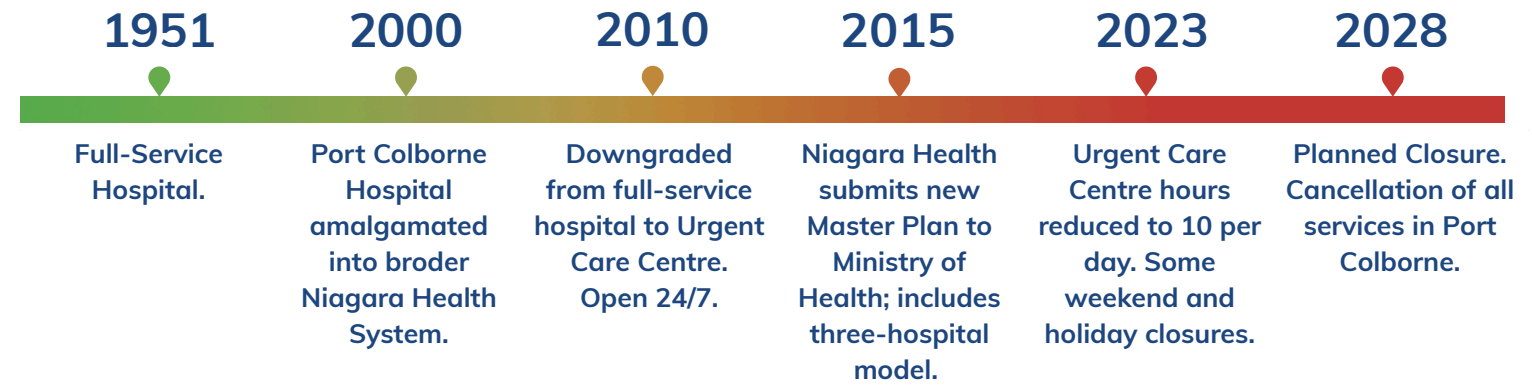 1951
Full-Service
Hospital.
2000
Port Colborne
Hospital
amalgamated
into broder
Niagara Health
System.
2010
Downgraded
from full-service
hospital to Urgent
Care Centre.
Open 24/7.
2015
Niagara Health
submits new
Master Plan to
Ministry of
Health; includes
three-hospital
model.
2023
Urgent Care
Centre hours
reduced to 10 per
day. Some
weekend and
holiday closures.
2028
Planned Closure.
Cancellation of all
services in Port
Colborne.